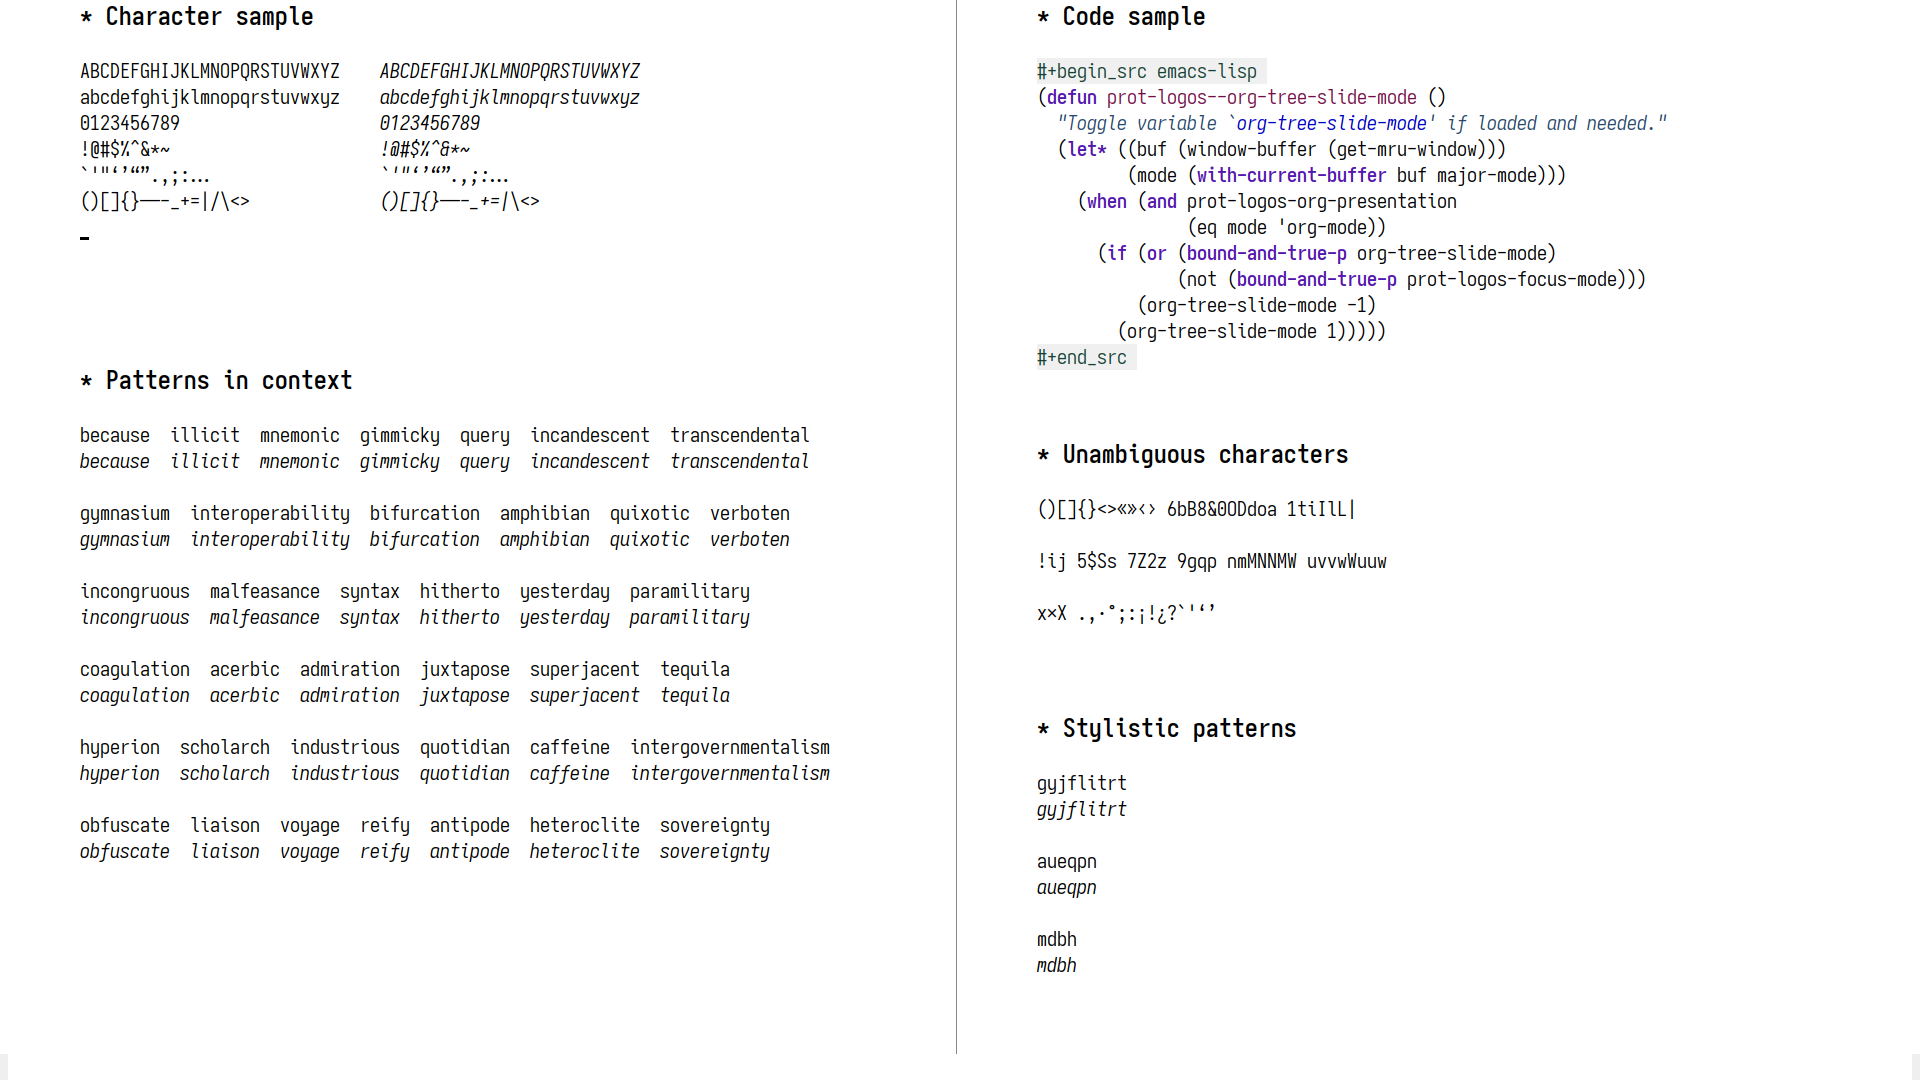 * Character sample
ABCDEFGHIJKLMNOPQRSTUVWXYZ    ABCDEFGHIJKLMNOPQRSTUVWXYZ
abcdefghijklmnopqrstuvwxyz    abcdefghijklmnopqrstuvwxyz
0123456789                    0123456789
!@#$%^&*~                     !@#$%^&*~
`'"‘’“”.,;:…                  `'"‘’“”.,;:…
()[]{}—–-_+=|/\<>             ()[]{}—–-_+=|\<>
* Patterns in context
because  illicit  mnemonic  gimmicky  query  incandescent  transcendental
because  illicit  mnemonic  gimmicky  query  incandescent  transcendental
gymnasium  interoperability  bifurcation  amphibian  quixotic  verboten
gymnasium  interoperability  bifurcation  amphibian  quixotic  verboten
incongruous  malfeasance  syntax  hitherto  yesterday  paramilitary
incongruous  malfeasance  syntax  hitherto  yesterday  paramilitary
coagulation  acerbic  admiration  juxtapose  superjacent  tequila
coagulation  acerbic  admiration  juxtapose  superjacent  tequila
hyperion  scholarch  industrious  quotidian  caffeine  intergovernmentalism
hyperion  scholarch  industrious  quotidian  caffeine  intergovernmentalism
obfuscate  liaison  voyage  reify  antipode  heteroclite  sovereignty
obfuscate  liaison  voyage  reify  antipode  heteroclite  sovereignty
* Code sample
#+begin_src emacs-lisp
(defun prot-logos--org-tree-slide-mode ()
  "Toggle variable `org-tree-slide-mode' if loaded and needed."
  (let* ((buf (window-buffer (get-mru-window)))
         (mode (with-current-buffer buf major-mode)))
    (when (and prot-logos-org-presentation
               (eq mode 'org-mode))
      (if (or (bound-and-true-p org-tree-slide-mode)
              (not (bound-and-true-p prot-logos-focus-mode)))
          (org-tree-slide-mode -1)
        (org-tree-slide-mode 1)))))
#+end_src
* Unambiguous characters
()[]{}<>«»‹› 6bB8&0ODdoa 1tiIlL|
!ij 5$Ss 7Z2z 9gqp nmMNNMW uvvwWuuw
x×X .,·°;:¡!¿?`'‘’
* Stylistic patterns
gyjflitrt
gyjflitrt
aueqpn
aueqpn
mdbh
mdbh